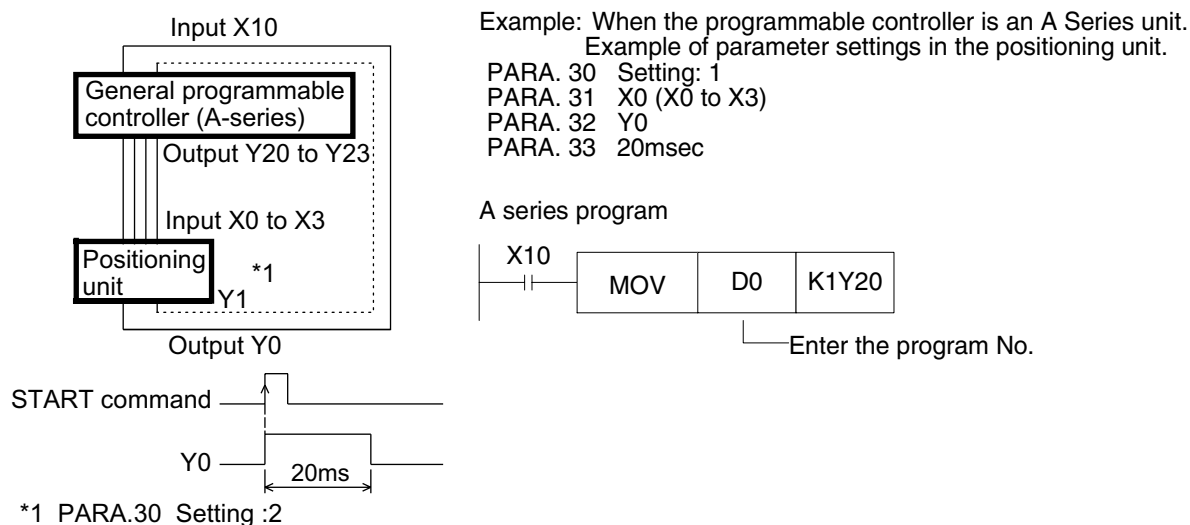 Input X10
General programmable
controller (A-series)
Output Y20 to Y23
Input X0 to X3
Positioning
unit
*1
Y1
Output Y0
START command
Y0
20ms
*1 PARA.30 Setting :2
Example: When the programmable controller is an A Series unit.
Example of parameter settings in the positioning unit.
PARA. 30 Setting: 1
PARA. 31 X0 (X0 to X3)
PARA. 32 Y0
PARA. 33 20msec
A series program
X10
MOV D0 K1Y20
Enter the program No.